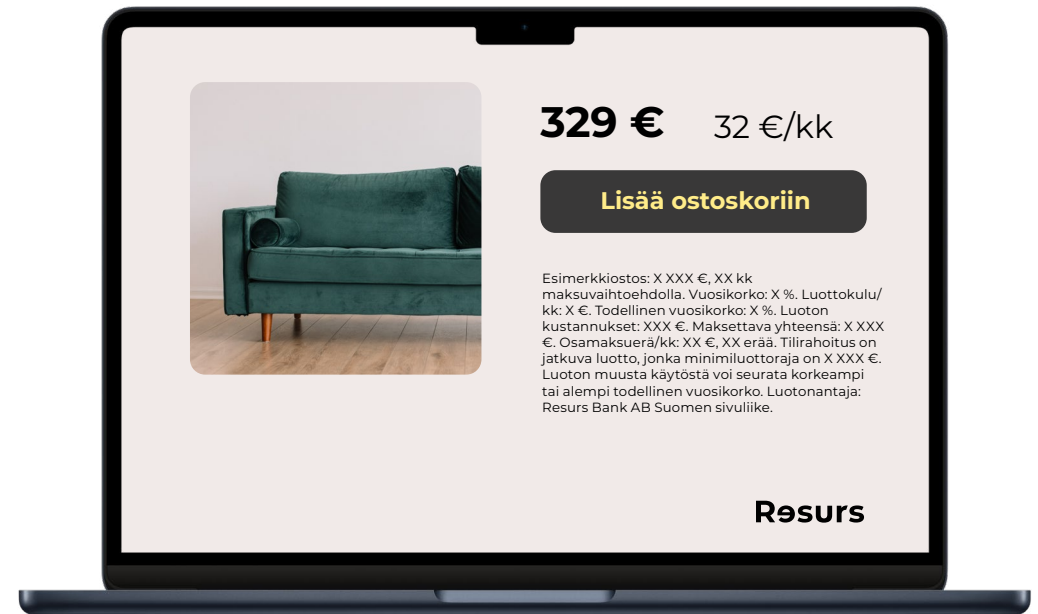 329 € 32 €/kk
Lisää ostoskoriin
Esimerkkiostos: X XXX €, XX kk
maksuvaihtoehdolla. Vuosikorko: X %. Luottokulu/
kk: X €. Todellinen vuosikorko: X %. Luoton
kustannukset: XXX €. Maksettava yhteensä: X XXX
€. Osamaksuerä/kk: XX €, XX erää. Tilirahoitus on
jatkuva luotto, jonka minimiluottoraja on X XXX €.
Luoton muusta käytöstä voi seurata korkeampi
tai alempi todellinen vuosikorko. Luotonantaja:
Resurs Bank AB Suomen sivuliike.
Resurs